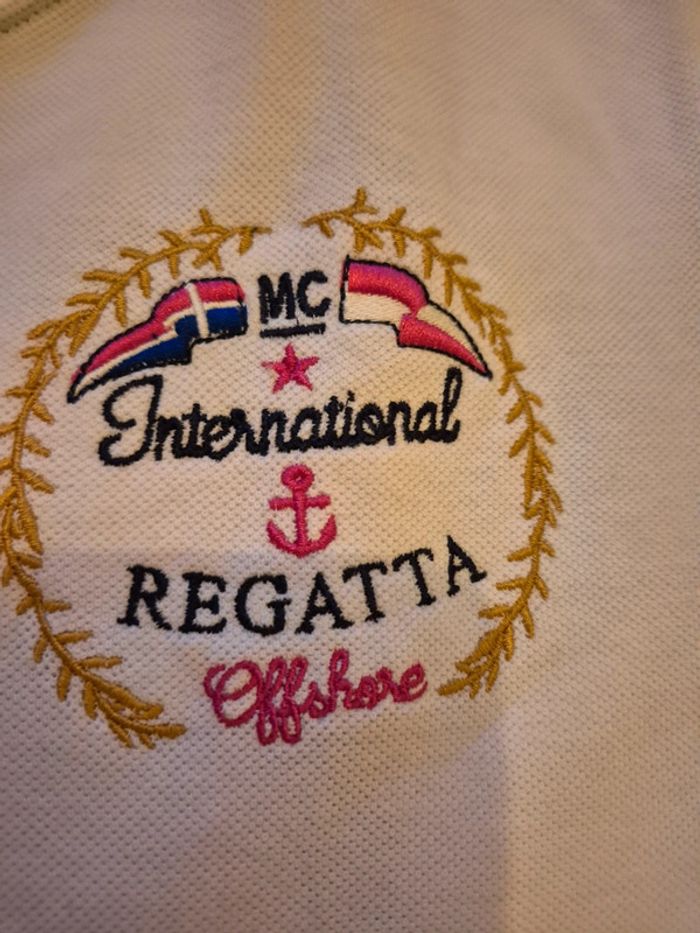 MC
International
REGATTA
Offshore